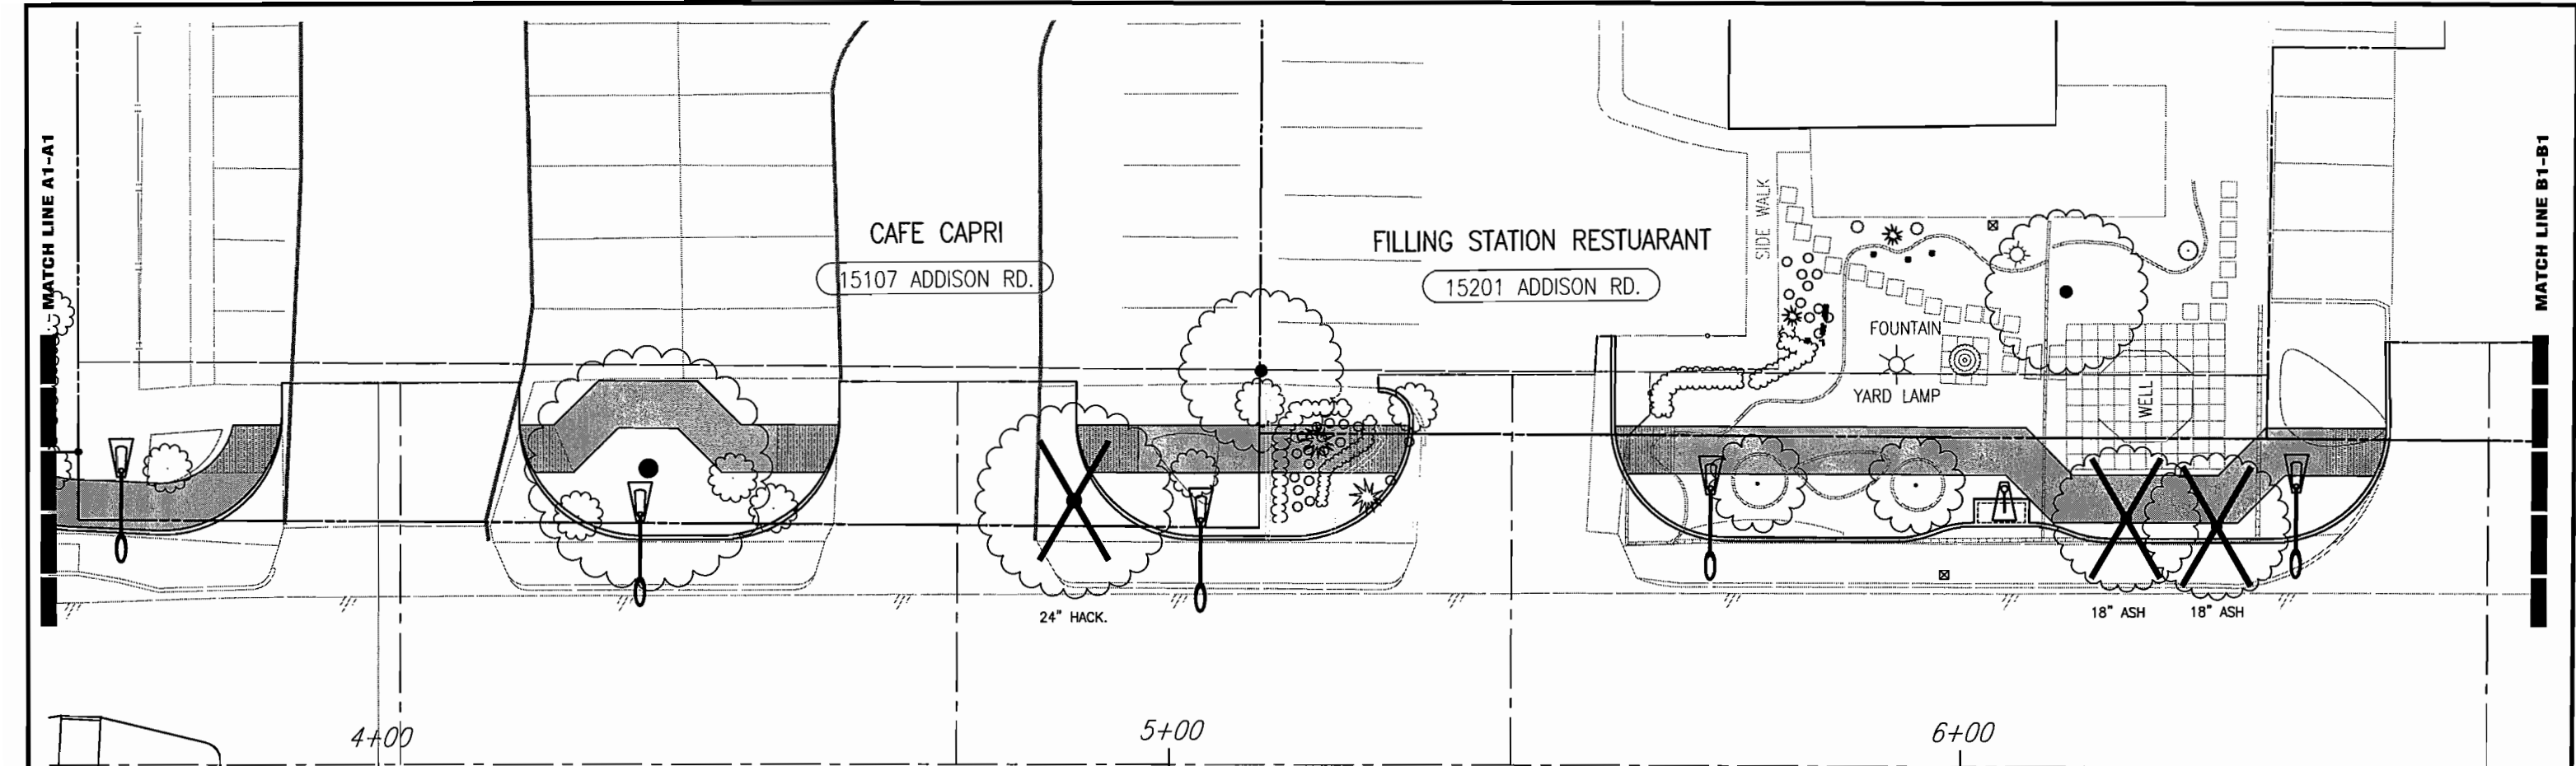 MATCH LINE A1-A1
CAFE CAPRI
15107 ADDISON RD.
FILLING STATION RESTUARANT
15201 ADDISON RD.
SIDE WALK
FOUNTAIN
YARD LAMP
WELL
MATCH LINE B1-B1
24" HACK.
18" ASH
18" ASH
4+00
5+00
6+00